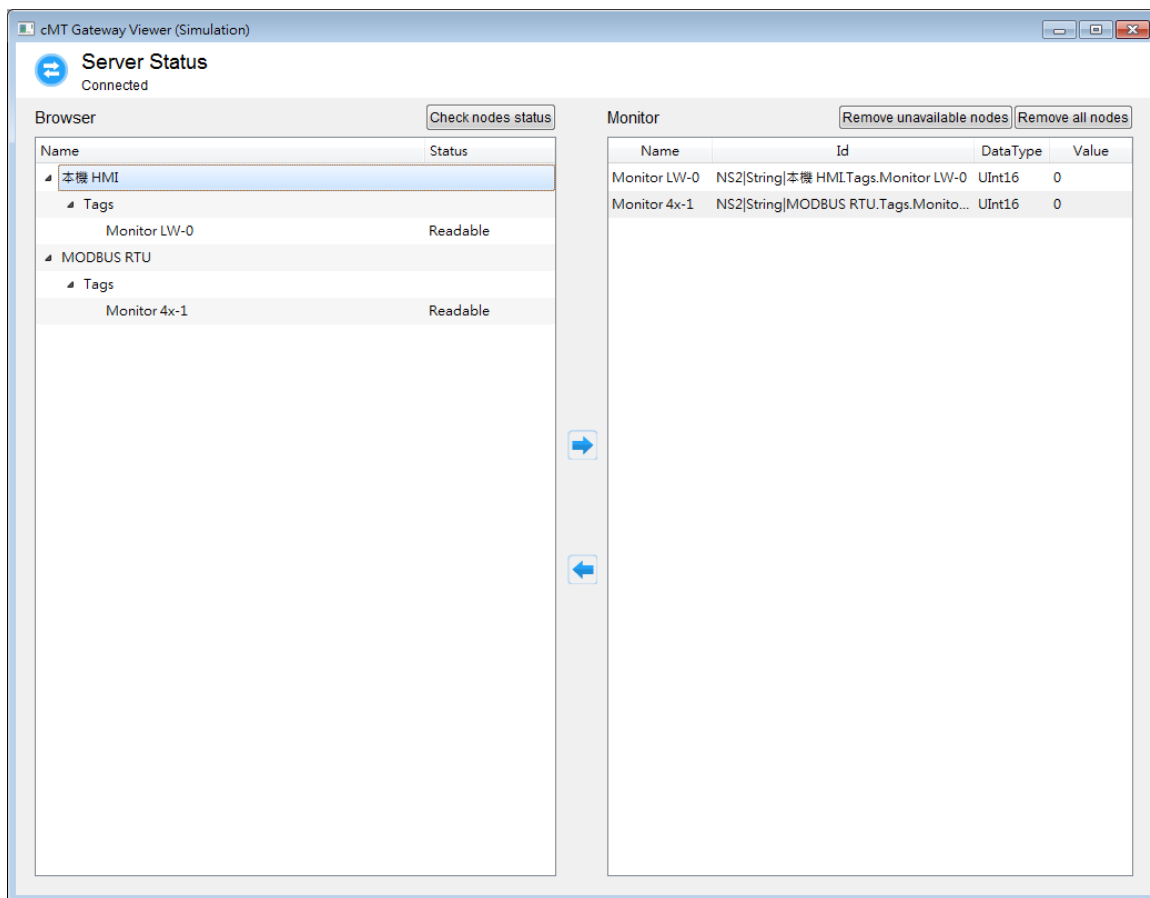 cMT Gateway Viewer (Simulation)
Server Status
Connected
Browser
Check nodes status
Name Status
本機 HMI
Tags
Monitor LW-0 Readable
MODBUS RTU
Tags
Monitor 4x-1 Readable
Monitor
Remove unavailable nodes
Remove all nodes
Name Id DataType Value
Monitor LW-0 NS2|String|本機 HMI.Tags.Monitor LW-0 UInt16 0
Monitor 4x-1 NS2|String|MODBUS RTU.Tags.Monito... UInt16 0